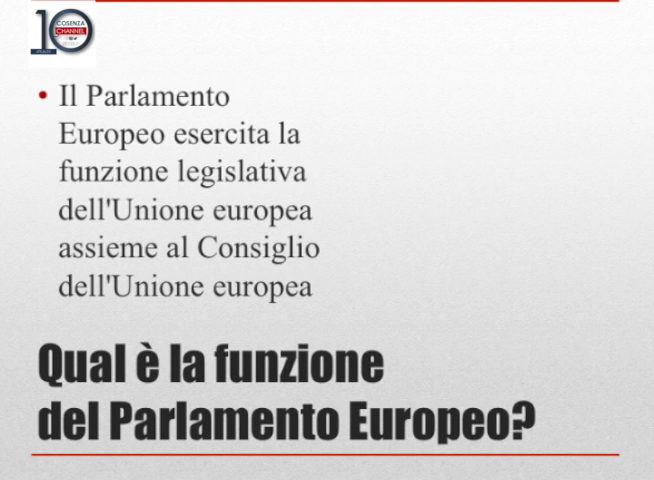 10
COSENZA
CHANNEL
Il Parlamento
Europeo esercita la
funzione legislativa
dell'Unione europea
assieme al Consiglio
dell'Unione europea
Qual è la funzione
del Parlamento Europeo?